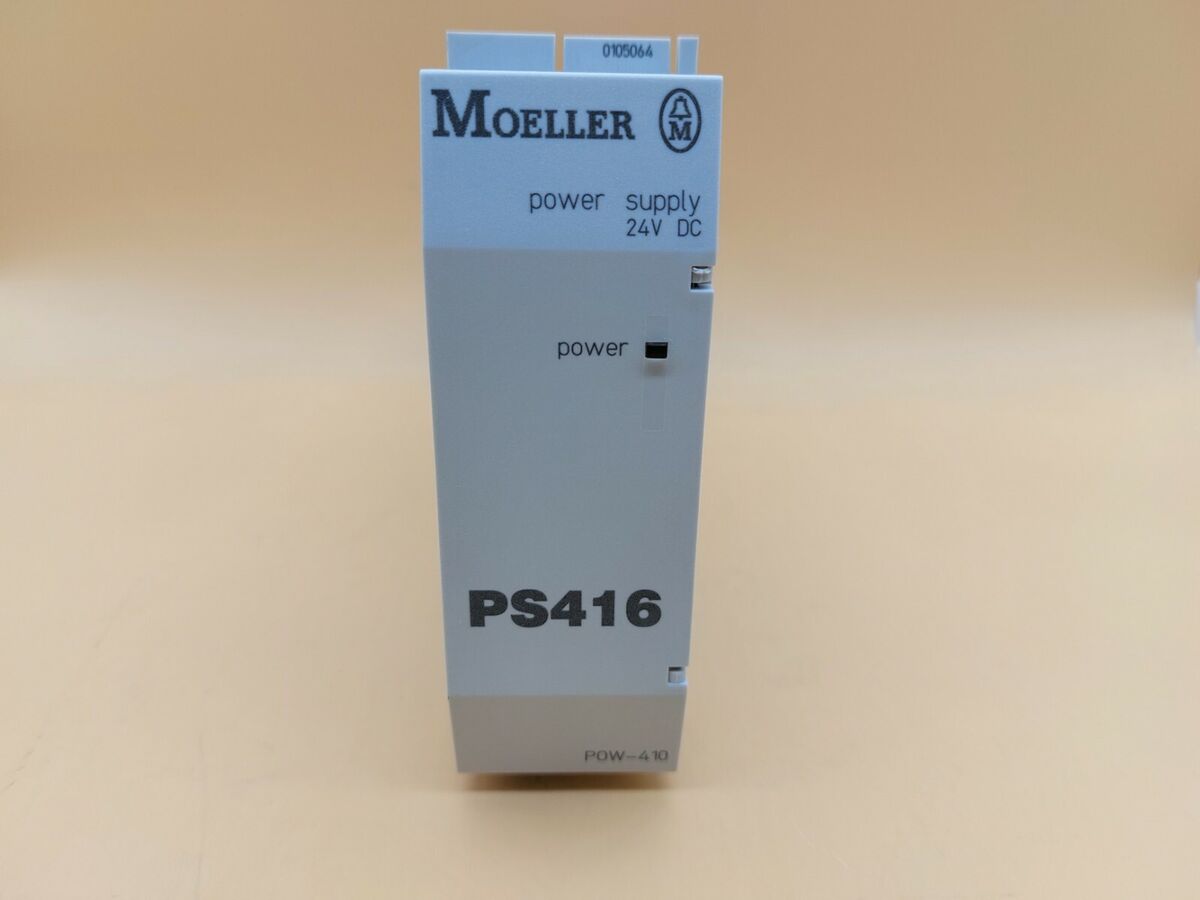 0105064
MOELLER M
power supply
24V DC
power
PS416
POW-410